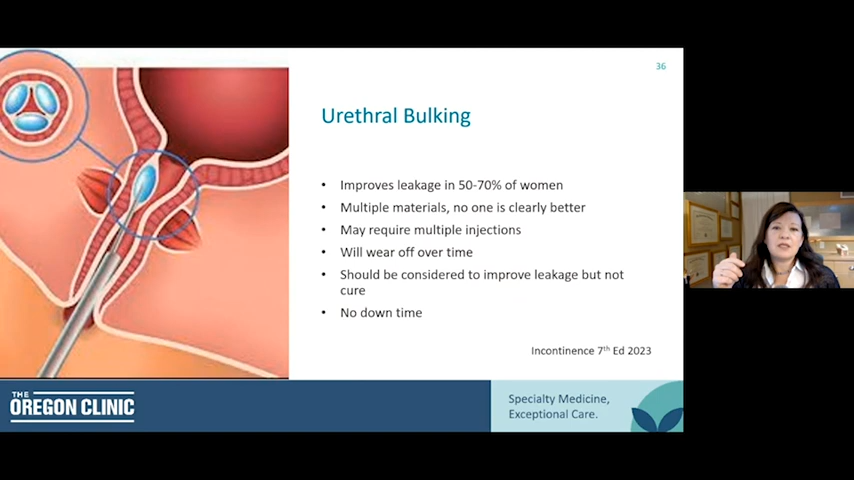 36
Urethral Bulking
• Improves leakage in 50-70% of women
• Multiple materials, no one is clearly better
• May require multiple injections
• Will wear off over time
• Should be considered to improve leakage but not
cure
• No down time
Incontinence 7th Ed 2023
THE
OREGON CLINIC
Specialty Medicine,
Exceptional Care.